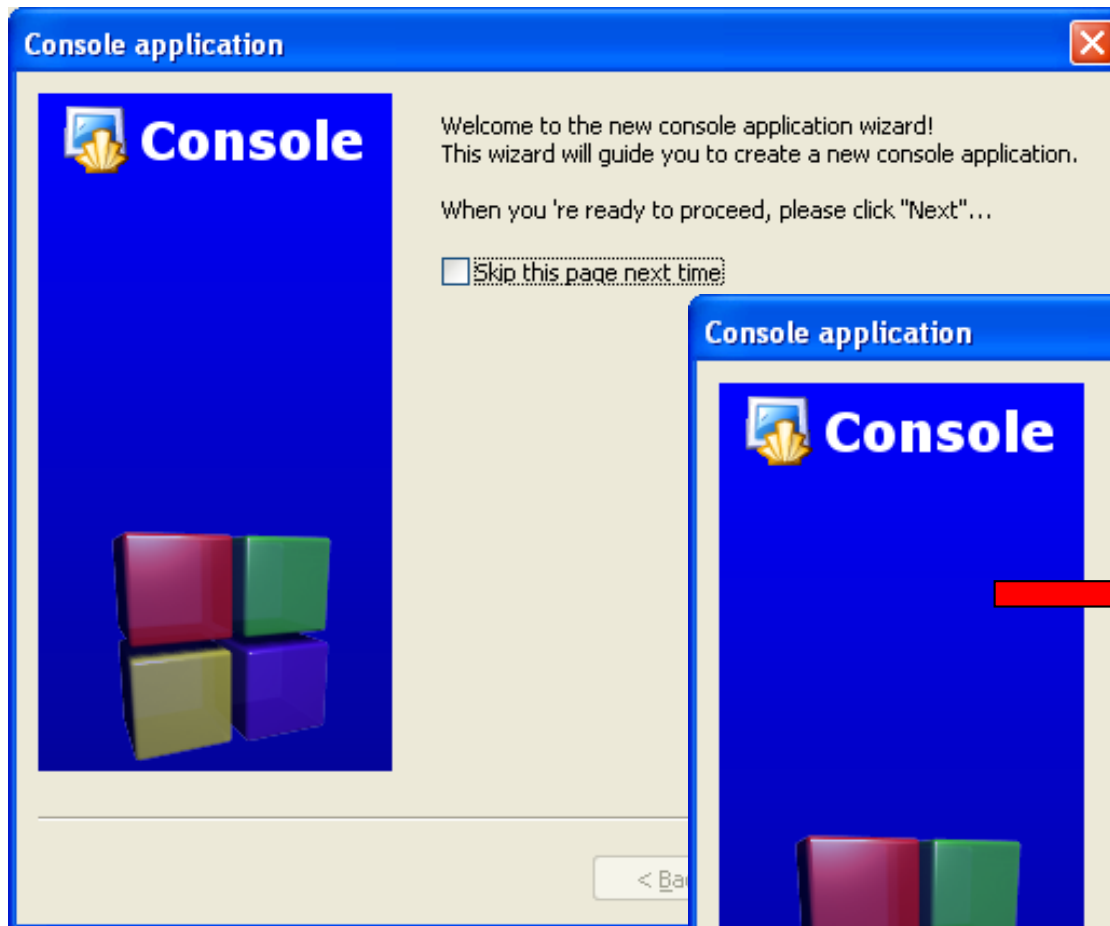 Console application
Console
Welcome to the new console application wizard!
This wizard will guide you to create a new console application.
When you 're ready to proceed, please click "Next"...
Skip this page next time
Console application
Console